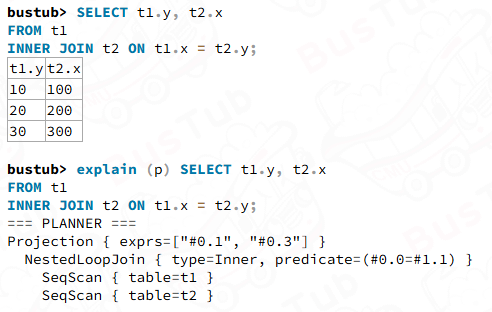 bustub> SELECT t1.y, t2.x
FROM t1
INNER JOIN t2 ON t1.x = t2.y;
t1.y t2.x
10 100
20 200
30 300
bustub> explain (p) SELECT t1.y, t2.x
FROM t1
INNER JOIN t2 ON t1.x = t2.y;
=== PLANNER ===
Projection { exprs=["#0.1", "#0.3"] }
  NestedLoopJoin { type=Inner, predicate=(#0.0=#1.1) }
    SeqScan { table=t1 }
    SeqScan { table=t2 }